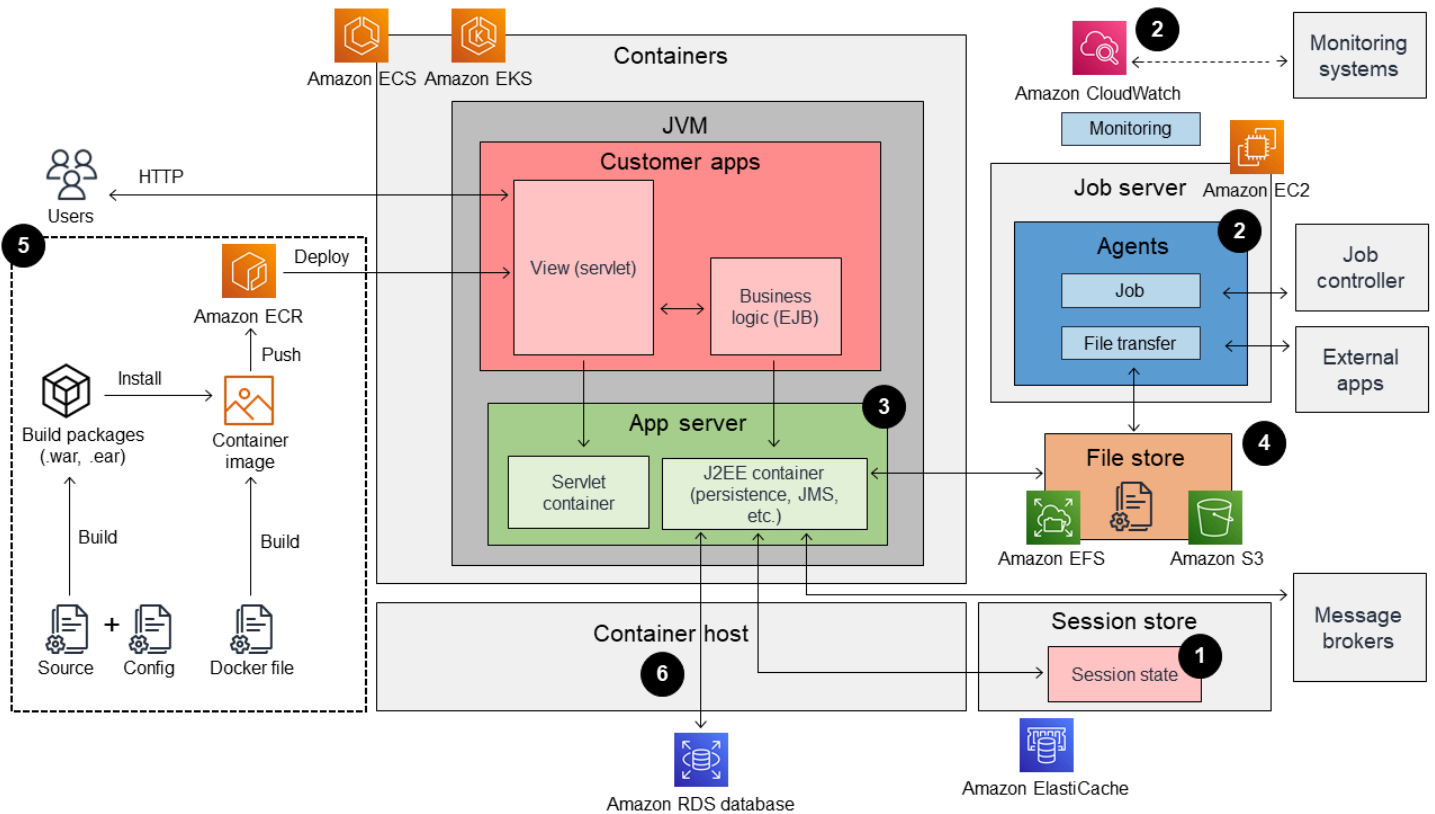 Amazon ECS
Amazon EKS
Containers
JVM
Customer apps
View (servlet)
Business
logic (EJB)
App server
Servlet
container
J2EE container
(persistence, JMS,
etc.)
3
Users
HTTP
5
Amazon ECR
Deploy
Push
Install
Build packages
(.war, .ear)
Container
image
Build
Build
Source
+
Config
Docker file
Container host
6
Amazon RDS database
2
Amazon CloudWatch
Monitoring
Monitoring
systems
Job server
Amazon EC2
2
Agents
Job
File transfer
Job
controller
External
apps
File store
4
Amazon EFS
Amazon S3
Message
brokers
Session store
1
Session state
Amazon ElastiCache
K